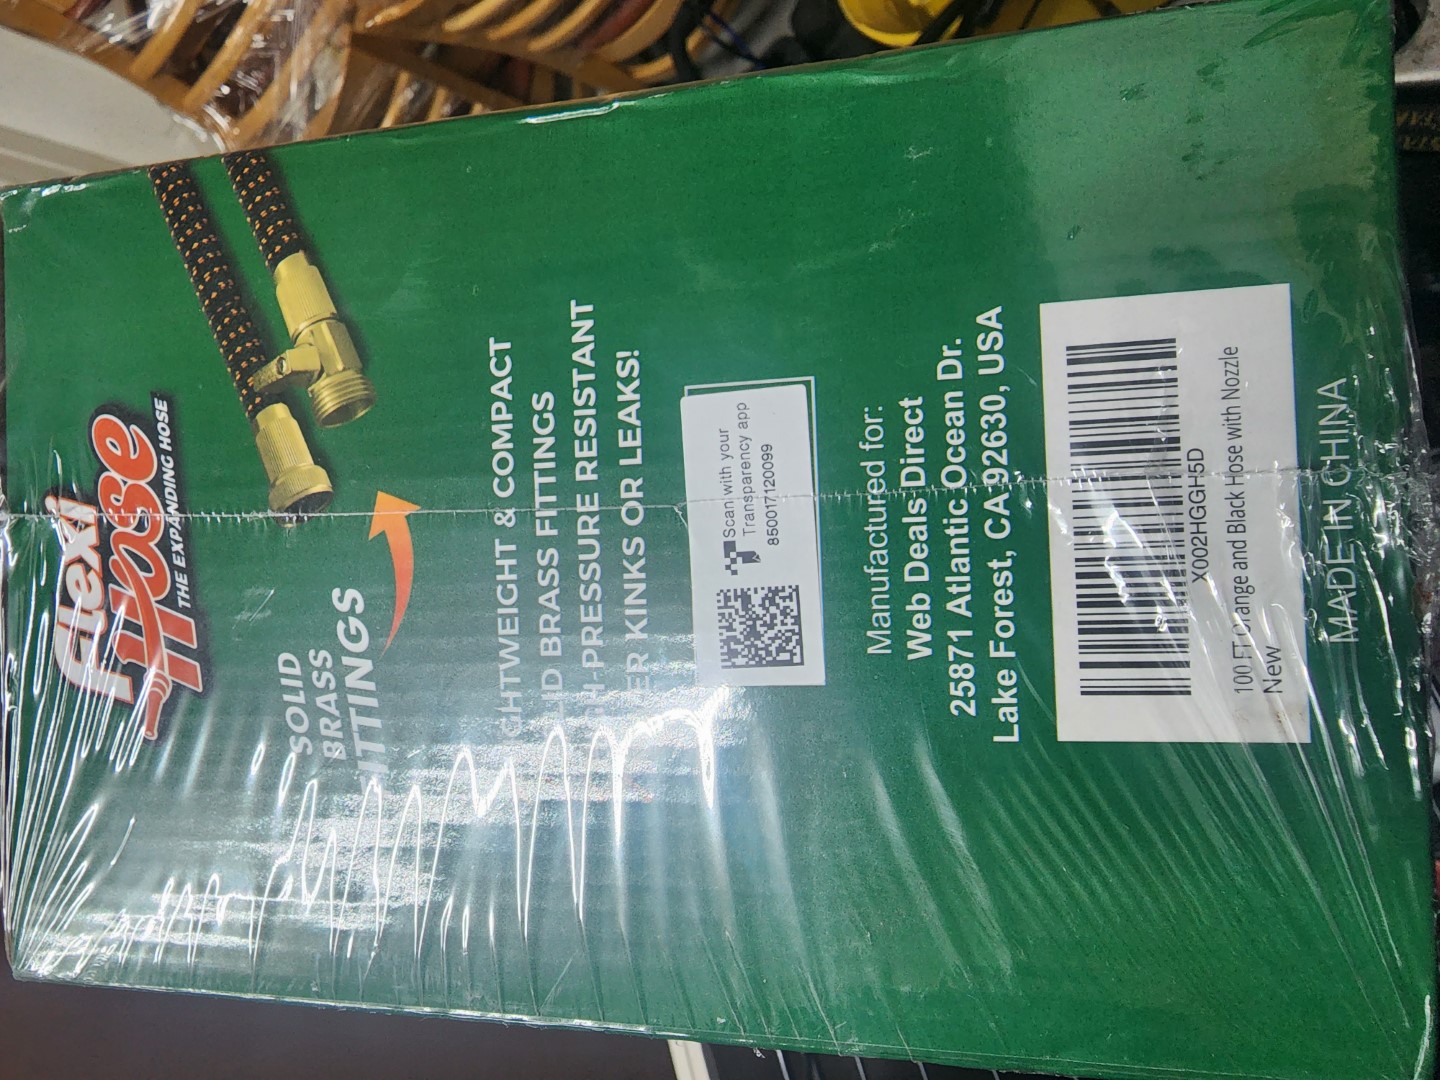 Flexi
Hose
THE EXPANDING HOSE
SOLID
BRASS
ITTINGS
GHTWEIGHT & COMPACT
LID BRASS FITTINGS
GH-PRESSURE RESISTANT
ER KINKS OR LEAKS!
Scan with your
Transparency app
850017120099
Manufactured for:
Web Deals Direct
25871 Atlantic Ocean Dr.
Lake Forest, CA 92630, USA
X002HGGH5D
100 FT Orange and Black Hose with Nozzle
New
MADE IN CHINA